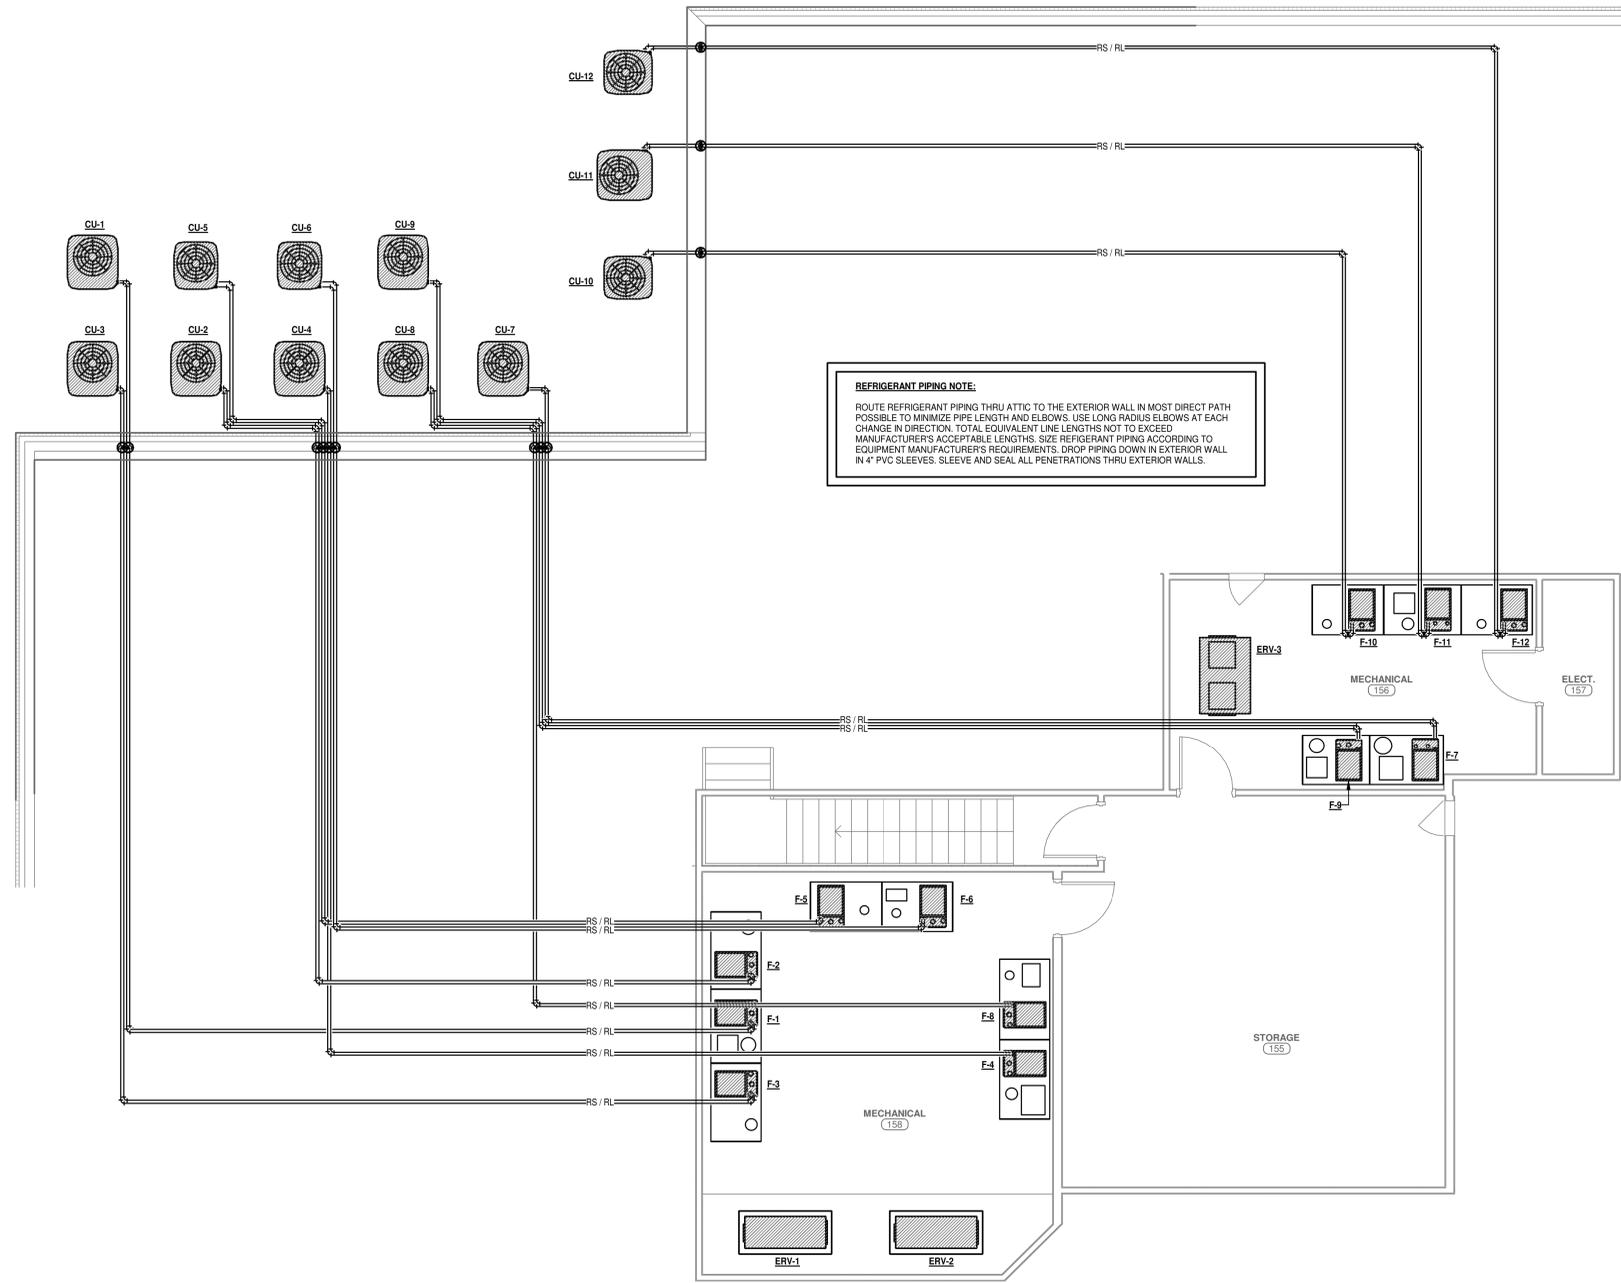 CU-12
RS / RL
CU-11
RS / RL
CU-1
CU-5
CU-6
CU-9
CU-10
RS / RL
CU-3
CU-2
CU-4
CU-8
CU-7
REFRIGERANT PIPING NOTE:
ROUTE REFRIGERANT PIPING THRU ATTIC TO THE EXTERIOR WALL IN MOST DIRECT PATH
POSSIBLE TO MINIMIZE PIPE LENGTH AND ELBOWS. USE LONG RADIUS ELBOWS AT EACH
CHANGE IN DIRECTION. TOTAL EQUIVALENT LINE LENGTHS NOT TO EXCEED
MANUFACTURER'S ACCEPTABLE LENGTHS. SIZE REFIGERANT PIPING ACCORDING TO
EQUIPMENT MANUFACTURER'S REQUIREMENTS. DROP PIPING DOWN IN EXTERIOR WALL
IN 4" PVC SLEEVES. SLEEVE AND SEAL ALL PENETRATIONS THRU EXTERIOR WALLS.
F-10
F-11
F-12
ERV-3
MECHANICAL
156
ELECT.
157
RS / RL
RS / RL
F-7
F-9
F-5
F-6
RS / RL
RS / RL
F-2
RS / RL
RS / RL
F-1
F-8
RS / RL
RS / RL
F-4
F-3
RS / RL
STORAGE
155
MECHANICAL
158
ERV-1
ERV-2